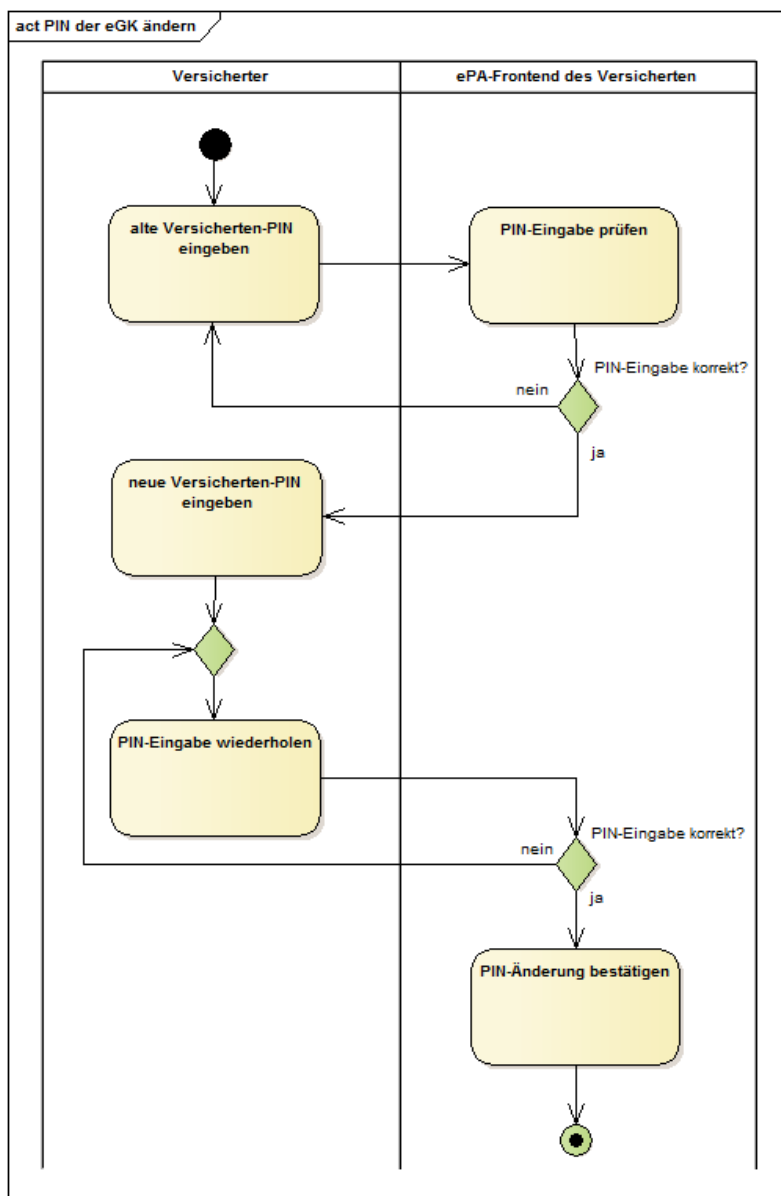 act PIN der eGK ändern
Versicherter
ePA-Frontend des Versicherten
alte Versicherten-PIN
eingeben
PIN-Eingabe prüfen
PIN-Eingabe korrekt?
nein
ja
neue Versicherten-PIN
eingeben
PIN-Eingabe wiederholen
PIN-Eingabe korrekt?
nein
ja
PIN-Änderung bestätigen